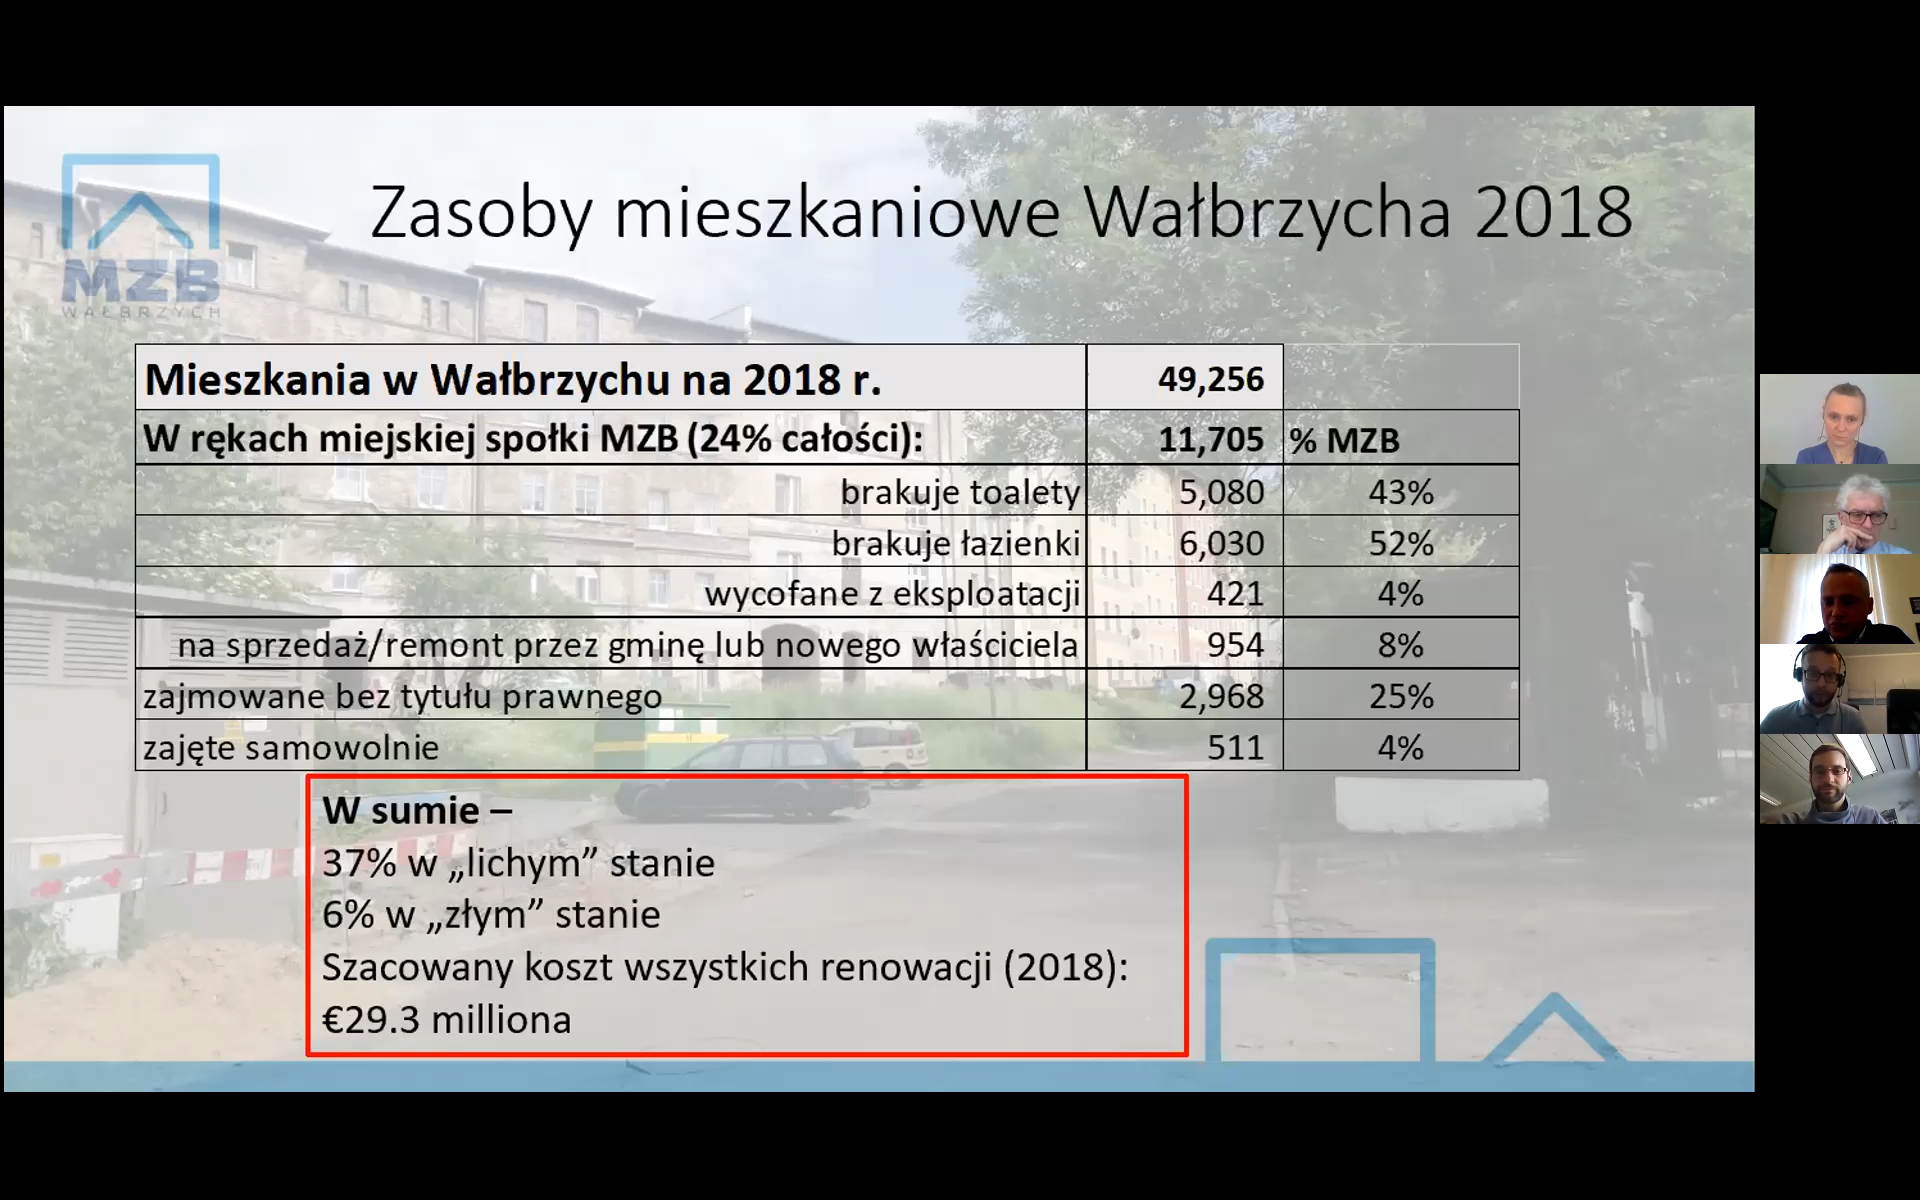 MZB
WAŁBRZYCH
Zasoby mieszkaniowe Wałbrzycha 2018
Mieszkania w Wałbrzychu na 2018 r. 49,256
W rękach miejskiej społki MZB (24% całości): 11,705 % MZB
brakuje toalety 5,080 43%
brakuje łazienki 6,030 52%
wycofane z eksploatacji 421 4%
na sprzedaż/remont przez gminę lub nowego właściciela 954 8%
zajmowane bez tytułu prawnego 2,968 25%
zajęte samowolnie 511 4%
W sumie –
37% w „lichym” stanie
6% w „złym” stanie
Szacowany koszt wszystkich renowacji (2018):
€29.3 milliona